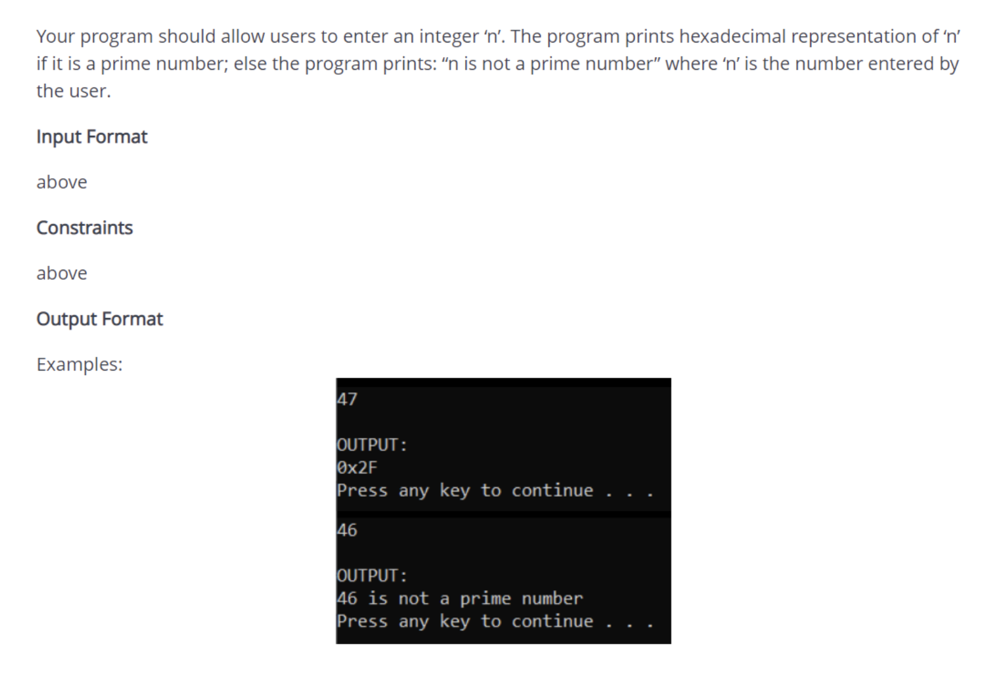 Your program should allow users to enter an integer ‘n’. The program prints hexadecimal representation of ‘n’
if it is a prime number; else the program prints: “n is not a prime number” where ‘n’ is the number entered by
the user.
Input Format
above
Constraints
above
Output Format
Examples:
47
OUTPUT:
0x2F
Press any key to continue . . .
46
OUTPUT:
46 is not a prime number
Press any key to continue . . .